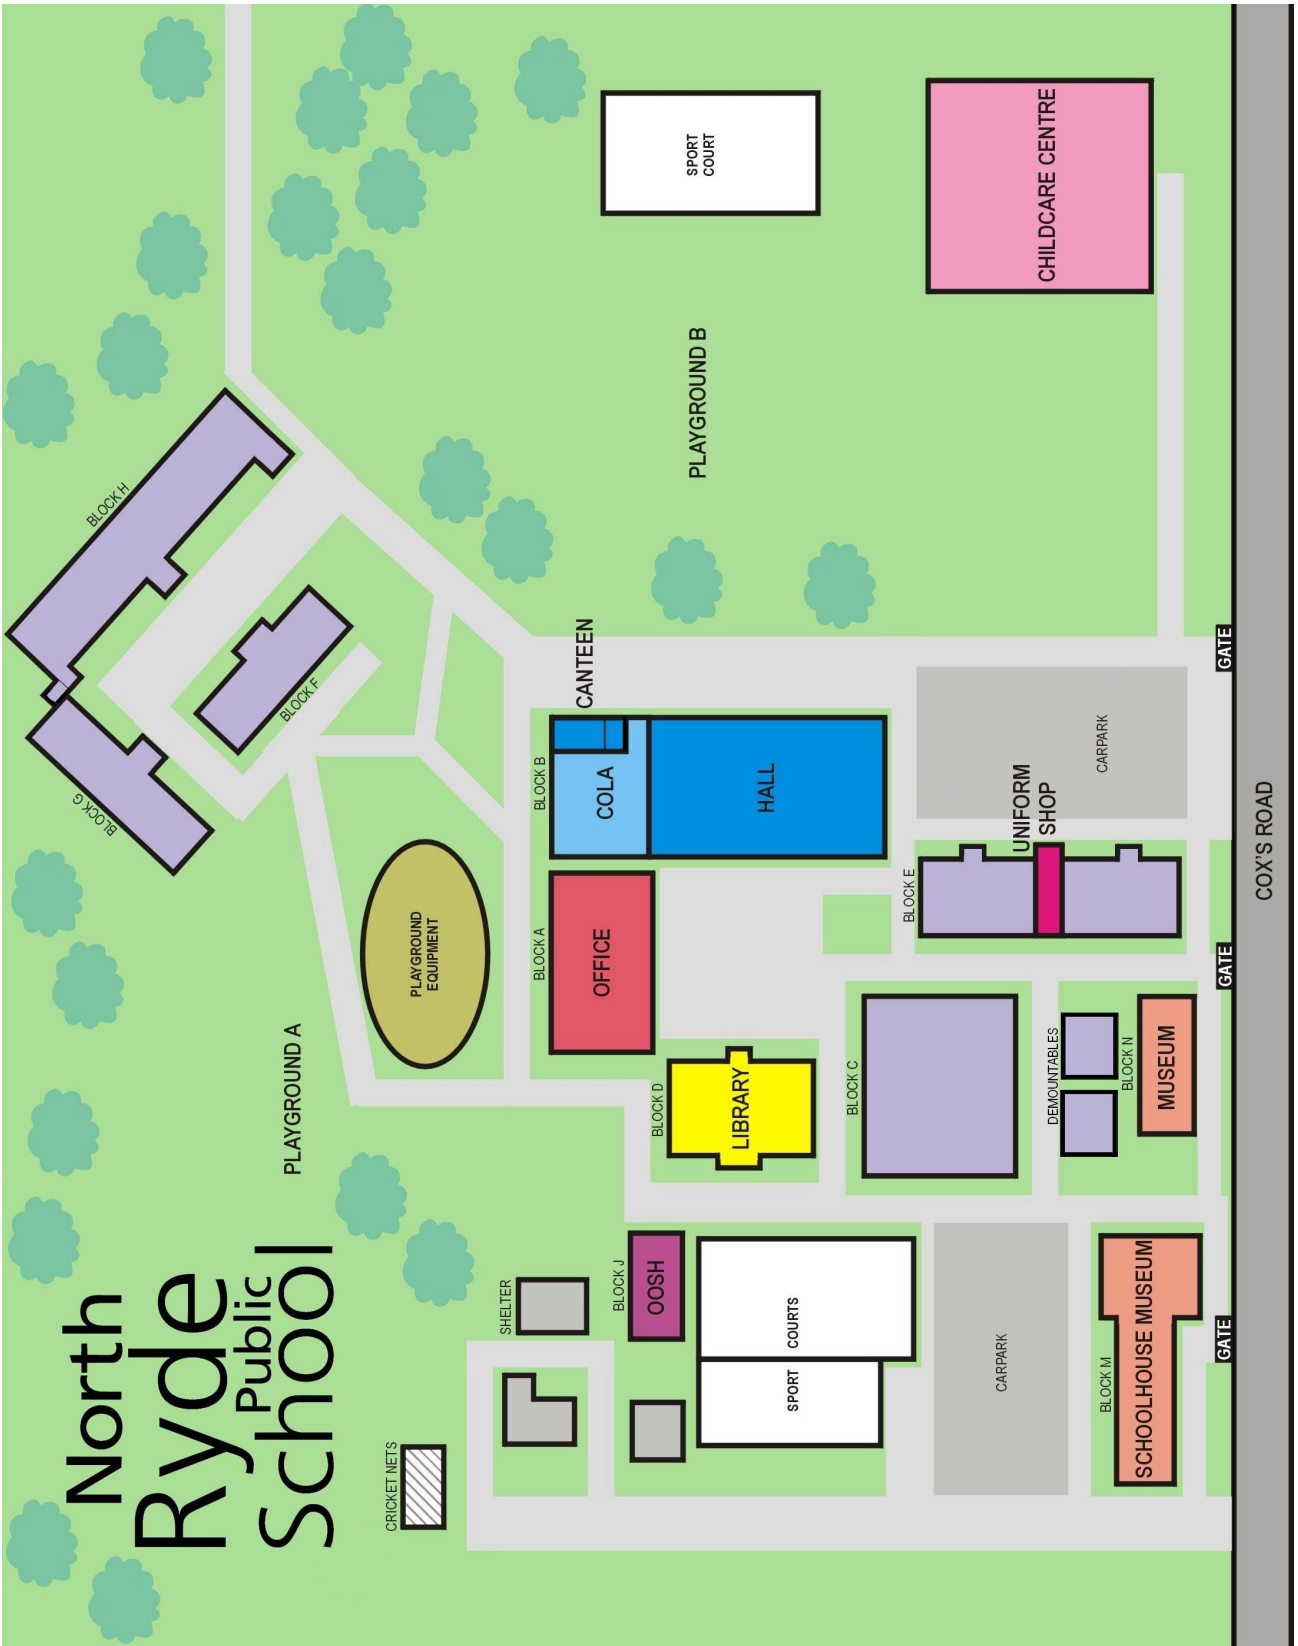 North
Ryde
Public
School
CRICKET NETS
SHELTER
BLOCK J
OOSH
SPORT
COURTS
CARPARK
BLOCK M
SCHOOLHOUSE MUSEUM
GATE
PLAYGROUND A
PLAYGROUND
EQUIPMENT
BLOCK A
OFFICE
BLOCK D
LIBRARY
BLOCK C
DEMOUNTABLES
BLOCK N
MUSEUM
GATE
BLOCK G
BLOCK F
BLOCK H
BLOCK B
COLA
CANTEEN
HALL
BLOCK E
UNIFORM
SHOP
CARPARK
GATE
COX'S ROAD
PLAYGROUND B
SPORT
COURT
CHILDCARE CENTRE